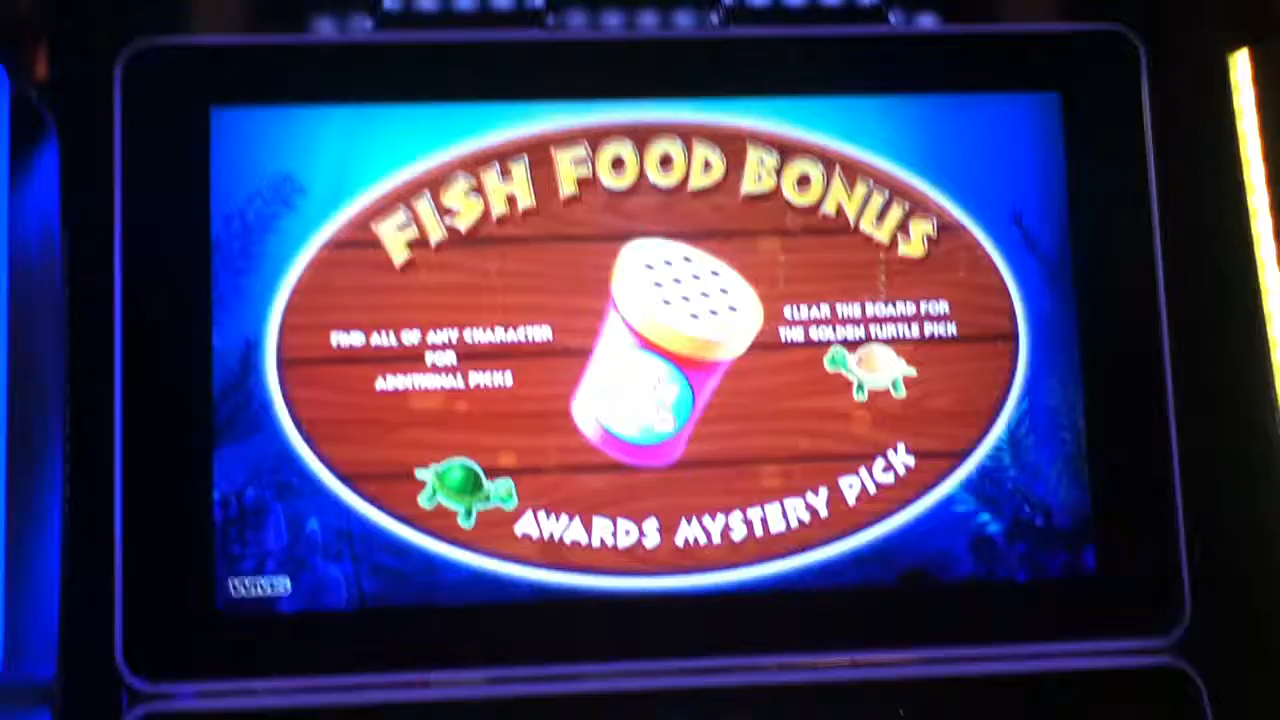 FISH FOOD BONUS
FIND ALL OF ANY CHARACTER
FOR
ADDITIONAL PICKS
CLEAR THE BOARD FOR
THE GOLDEN TURTLE PICK
AWARDS MYSTERY PICK